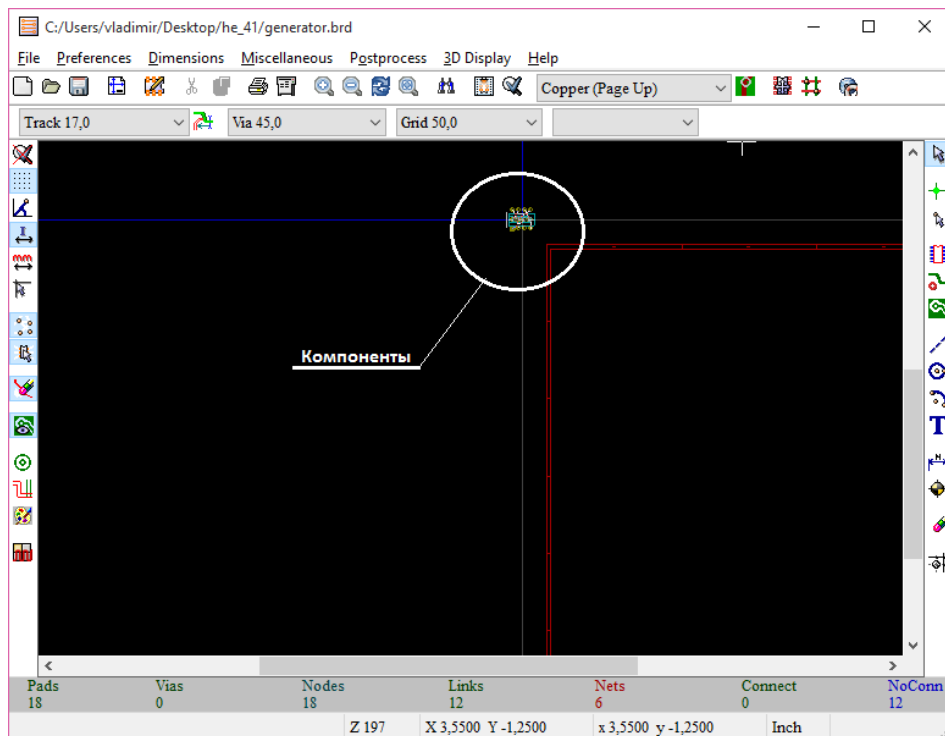 C:/Users/vladimir/Desktop/he_41/generator.brd
File Preferences Dimensions Miscellaneous Postprocess 3D Display Help
Copper (Page Up)
Track 17,0 Via 45,0 Grid 50,0
Компоненты
Pads Vias Nodes Links Nets Connect NoConn
18 0 18 12 6 0 12
Z 197 X 3,5500 Y -1,2500 x 3,5500 y -1,2500 Inch